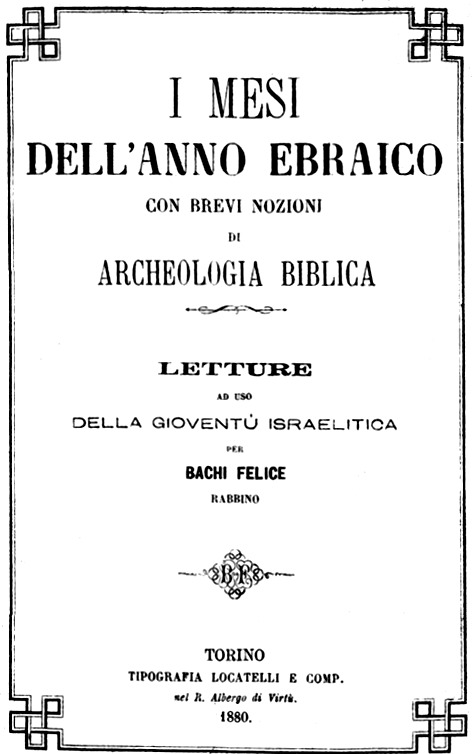 I MESI
DELL'ANNO EBRAICO
CON BREVI NOZIONI
DI
ARCHEOLOGIA BIBLICA
LETTURE
AD USO
DELLA GIOVENTÙ ISRAELITICA
PER
BACHI FELICE
RABBINO
B F
TORINO
TIPOGRAFIA LOCATELLI E COMP.
nel R. Albergo di Virtù.
1880.